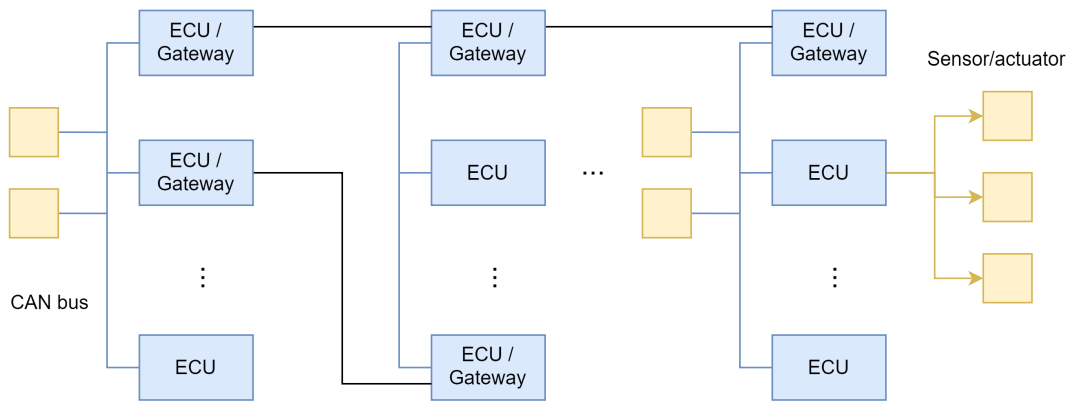 ECU /
Gateway
ECU /
Gateway
ECU /
Gateway
Sensor/actuator
ECU /
Gateway
ECU
...
ECU
...
...
...
CAN bus
ECU
ECU /
Gateway
ECU